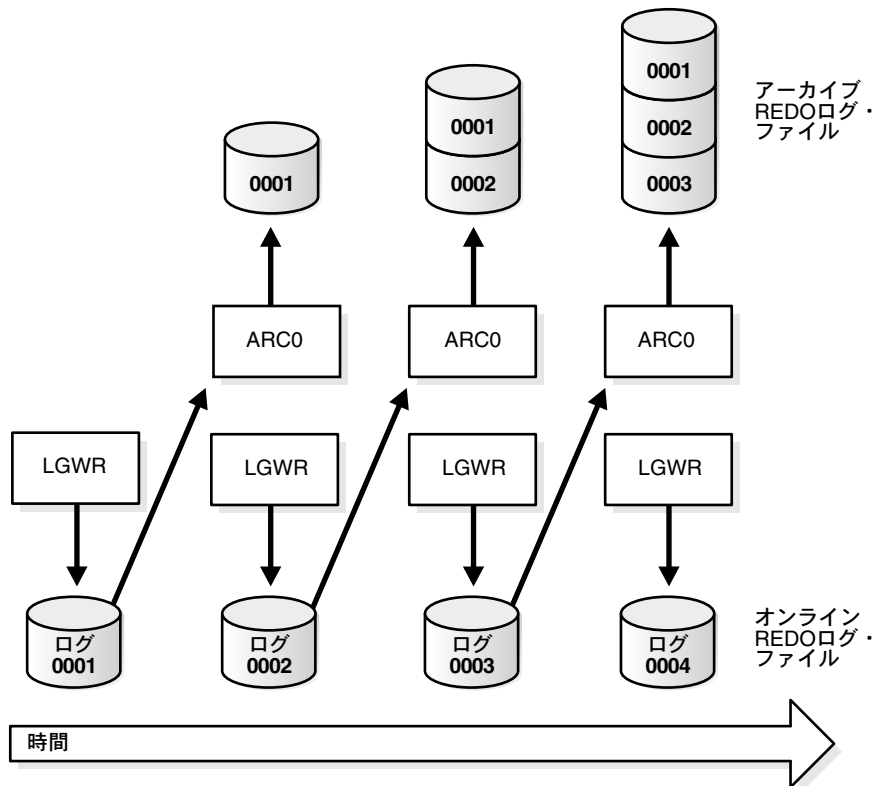 0001
0001
0002
0001
0002
0003
アーカイブ
REDOログ・
ファイル
ARC0
ARC0
ARC0
LGWR
LGWR
LGWR
LGWR
ログ
0001
ログ
0002
ログ
0003
ログ
0004
オンライン
REDOログ・
ファイル
時間